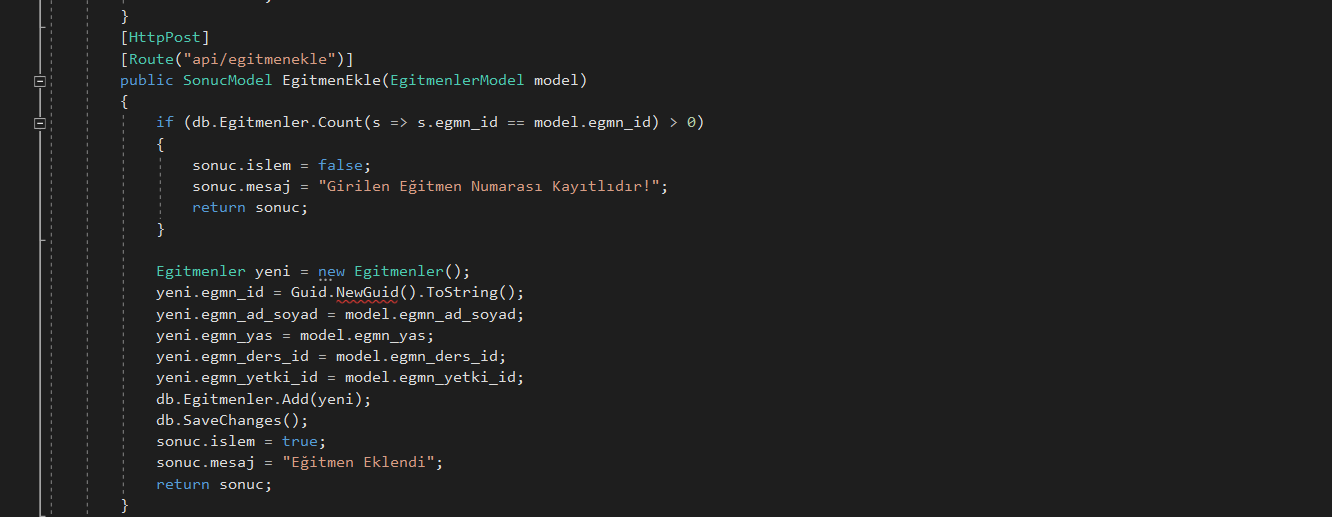 }
[HttpPost]
[Route("api/egitmenekle")]
public SonucModel EgitmenEkle(EgitmenlerModel model)
{
if (db.Egitmenler.Count(s => s.egmn_id == model.egmn_id) > 0)
{
sonuc.islem = false;
sonuc.mesaj = "Girilen Eğitmen Numarası Kayıtlıdır!";
return sonuc;
}
Egitmenler yeni = new Egitmenler();
yeni.egmn_id = Guid.NewGuid().ToString();
yeni.egmn_ad_soyad = model.egmn_ad_soyad;
yeni.egmn_yas = model.egmn_yas;
yeni.egmn_ders_id = model.egmn_ders_id;
yeni.egmn_yetki_id = model.egmn_yetki_id;
db.Egitmenler.Add(yeni);
db.SaveChanges();
sonuc.islem = true;
sonuc.mesaj = "Eğitmen Eklendi";
return sonuc;
}